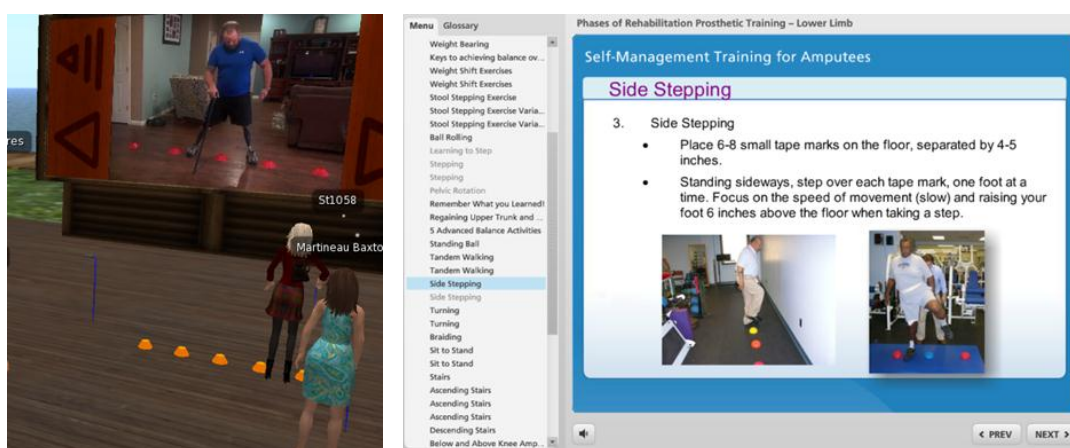 res
St1058
Martineau Baxto
Menu Glossary
Weight Bearing
Keys to achieving balance ov...
Weight Shift Exercises
Weight Shift Exercises
Stool Stepping Exercise
Stool Stepping Exercise Varia...
Stool Stepping Exercise Varia...
Ball Rolling
Learning to Step
Stepping
Stepping
Pelvic Rotation
Remember What you Learned!
Regaining Upper Trunk and ...
5 Advanced Balance Activities
Standing Ball
Tandem Walking
Tandem Walking
Side Stepping
Side Stepping
Turning
Turning
Braiding
Sit to Stand
Sit to Stand
Stairs
Ascending Stairs
Ascending Stairs
Ascending Stairs
Descending Stairs
Below and Above Knee Amp...
Phases of Rehabilitation Prosthetic Training – Lower Limb
Self-Management Training for Amputees
Side Stepping
3. Side Stepping
• Place 6-8 small tape marks on the floor, separated by 4-5
inches.
• Standing sideways, step over each tape mark, one foot at a
time. Focus on the speed of movement (slow) and raising your
foot 6 inches above the floor when taking a step.
< PREV
NEXT >